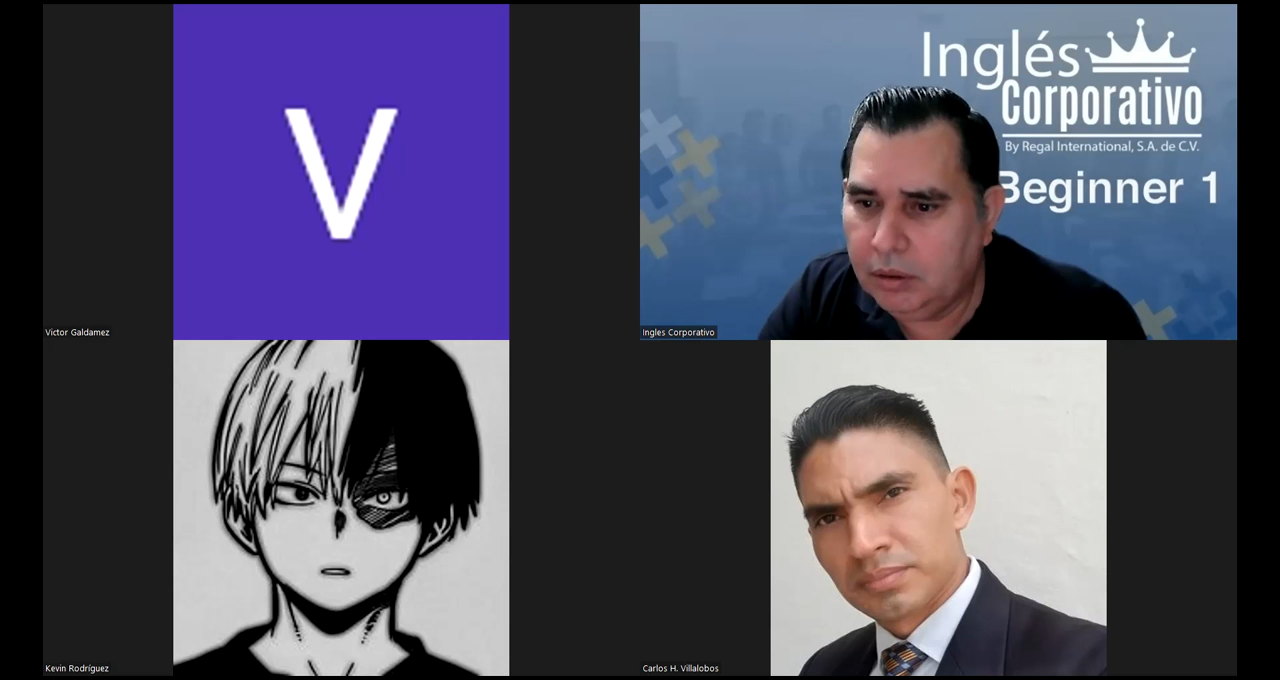 V
Victor Galdamez
Inglés
Corporativo
By Regal International, S.A. de C.V.
Beginner 1
Ingles Corporativo
Kevin Rodríguez
Carlos H. Villalobos